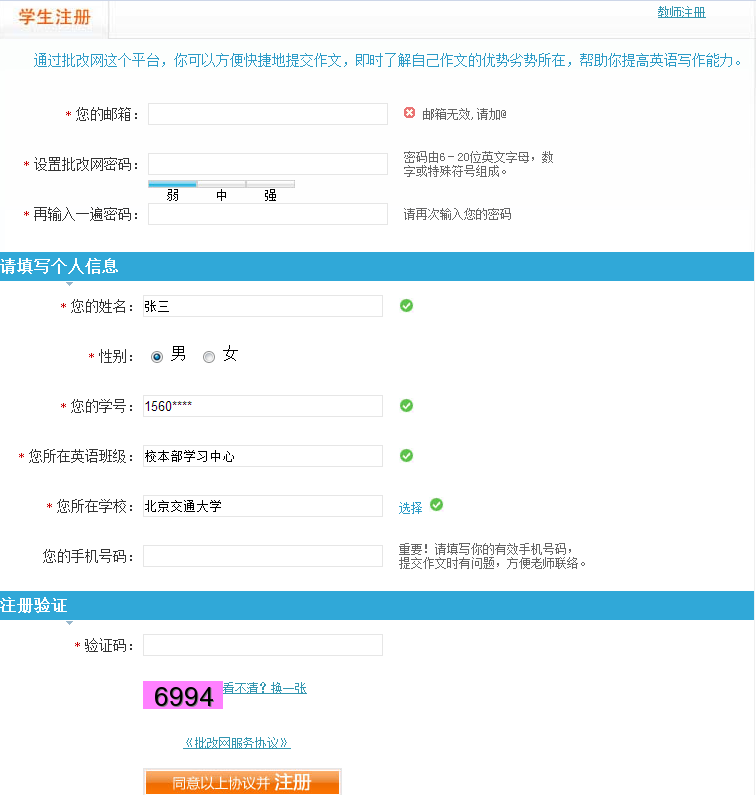 学生注册 教师注册
通过批改网这个平台，你可以方便快捷地提交作文，即时了解自己作文的优势劣势所在，帮助你提高英语写作能力。
* 您的邮箱： 邮箱无效,请加@
* 设置批改网密码： 密码由6－20位英文字母，数
字或特殊符号组成。
弱 中 强
* 再输入一遍密码： 请再次输入您的密码
请填写个人信息
* 您的姓名： 张三
* 性别： 男 女
* 您的学号： 1560****
* 您所在英语班级： 校本部学习中心
* 您所在学校： 北京交通大学 选择
您的手机号码： 重要！请填写你的有效手机号码，
提交作文时有问题，方便老师联络。
注册验证
* 验证码：
6994 看不清？换一张
《批改网服务协议》
同意以上协议并 注册